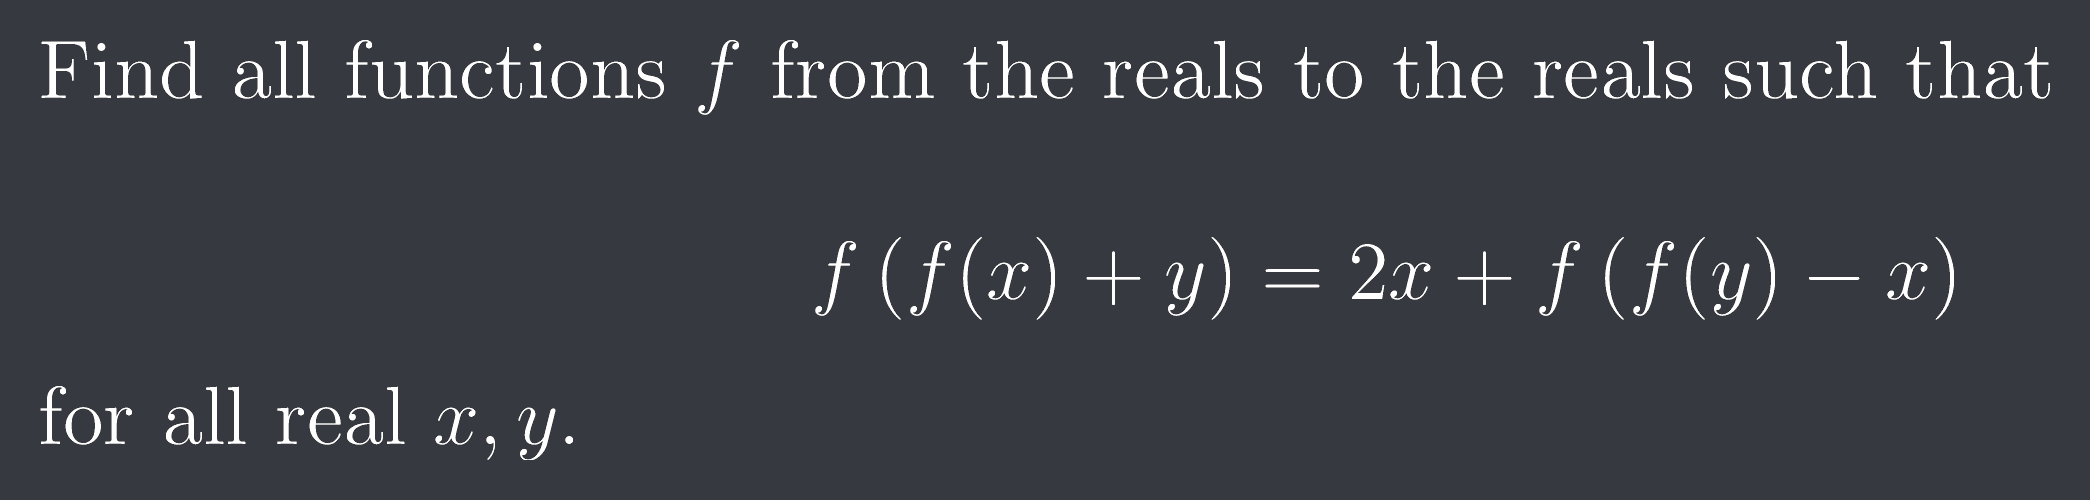 Find all functions f from the reals to the reals such that
f (f(x) + y) = 2x + f (f(y) − x)
for all real x, y.